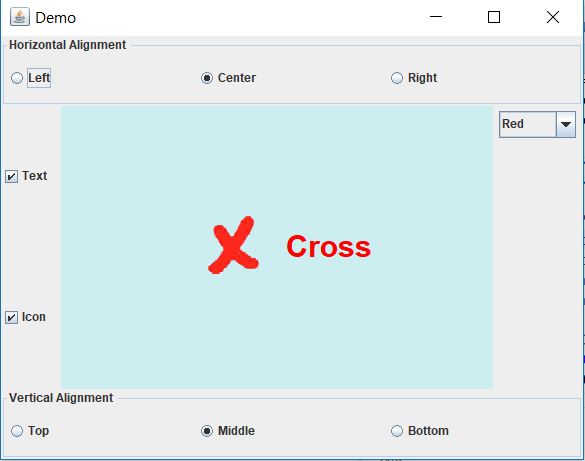 Demo
Horizontal Alignment
Left Center Right
Red
Text
Cross
Icon
Vertical Alignment
Top Middle Bottom